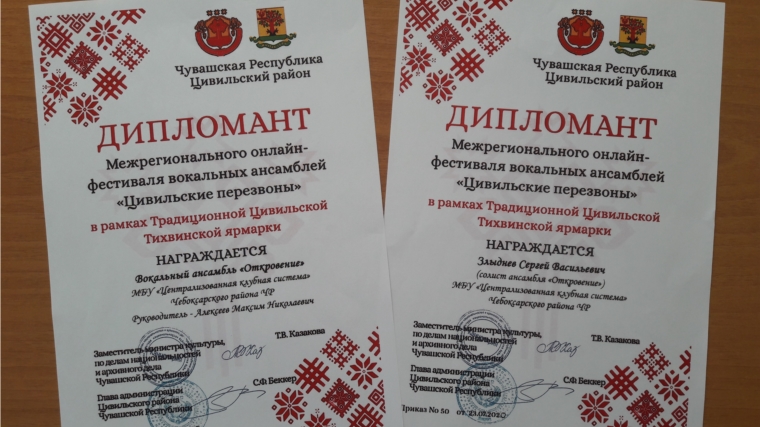 Чувашская Республика
Цивильский район
ДИПЛОМАНТ
Межрегионального онлайн-
фестиваля вокальных ансамблей
«Цивильские перезвоны»
в рамках Традиционной Цивильской
Тихвинской ярмарки
НАГРАЖДАЕТСЯ
Вокальный ансамбль «Откровение»
МБУ «Централизованная клубная система»
Чебоксарского района ЧР
Руководитель - Алексеев Максим Николаевич
Заместитель министра культуры,
по делам национальностей
и архивного дела
Чувашской Республики
Т.В. Казакова
Глава администрации
Цивильского района
Чувашской Республики
С.Ф. Беккер
Чувашская Республика
Цивильский район
ДИПЛОМАНТ
Межрегионального онлайн-
фестиваля вокальных ансамблей
«Цивильские перезвоны»
в рамках Традиционной Цивильской
Тихвинской ярмарки
НАГРАЖДАЕТСЯ
Злыднев Сергей Васильевич
(солист ансамбля «Откровение»)
МБУ «Централизованная клубная система»
Чебоксарского района ЧР
Заместитель министра культуры,
по делам национальностей
и архивного дела
Чувашской Республики
Т.В. Казакова
Глава администрации
Цивильского района
Чувашской Республики
С.Ф. Беккер
Приказ № 50 от